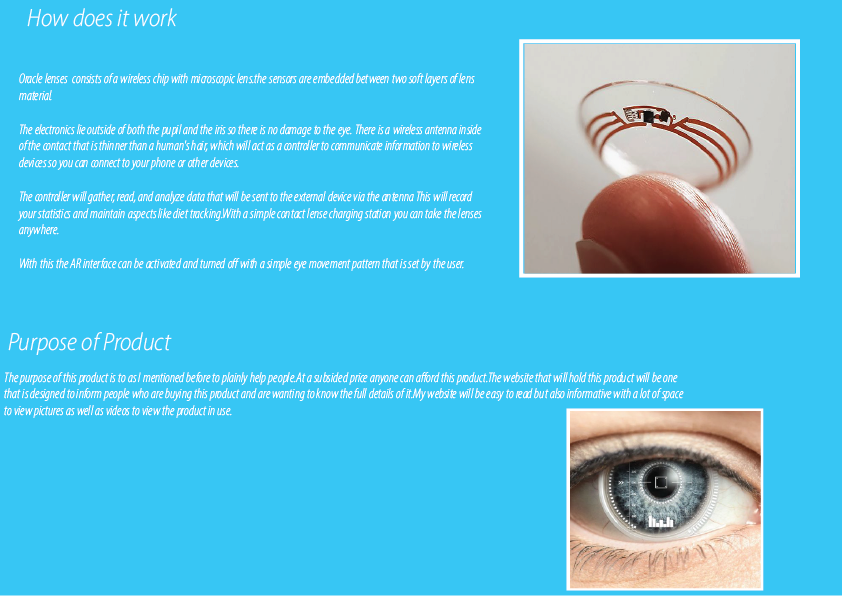 How does it work
Oracle lenses consists of a wireless chip with microscopic lens.the sensors are embedded between two soft layers of lens
material.
The electronics lie outside of both the pupil and the iris so there is no damage to the eye. There is a wireless antenna inside
of the contact that is thinner than a human's hair, which will act as a controller to communicate information to wireless
devices so you can connect to your phone or other devices.
The controller will gather, read, and analyze data that will be sent to the external device via the antenna This will record
your statistics and maintain aspects like diet tracking.With a simple contact lense charging station you can take the lenses
anywhere.
With this the AR interface can be activated and turned off with a simple eye movement pattern that is set by the user.
Purpose of Product
The purpose of this product is to as I mentioned before to plainly help people.At a subsided price anyone can afford this product.The website that will hold this product will be one
that is designed to inform people who are buying this product and are wanting to know the full details of it.My website will be easy to read but also informative with a lot of space
to view pictures as well as videos to view the product in use.